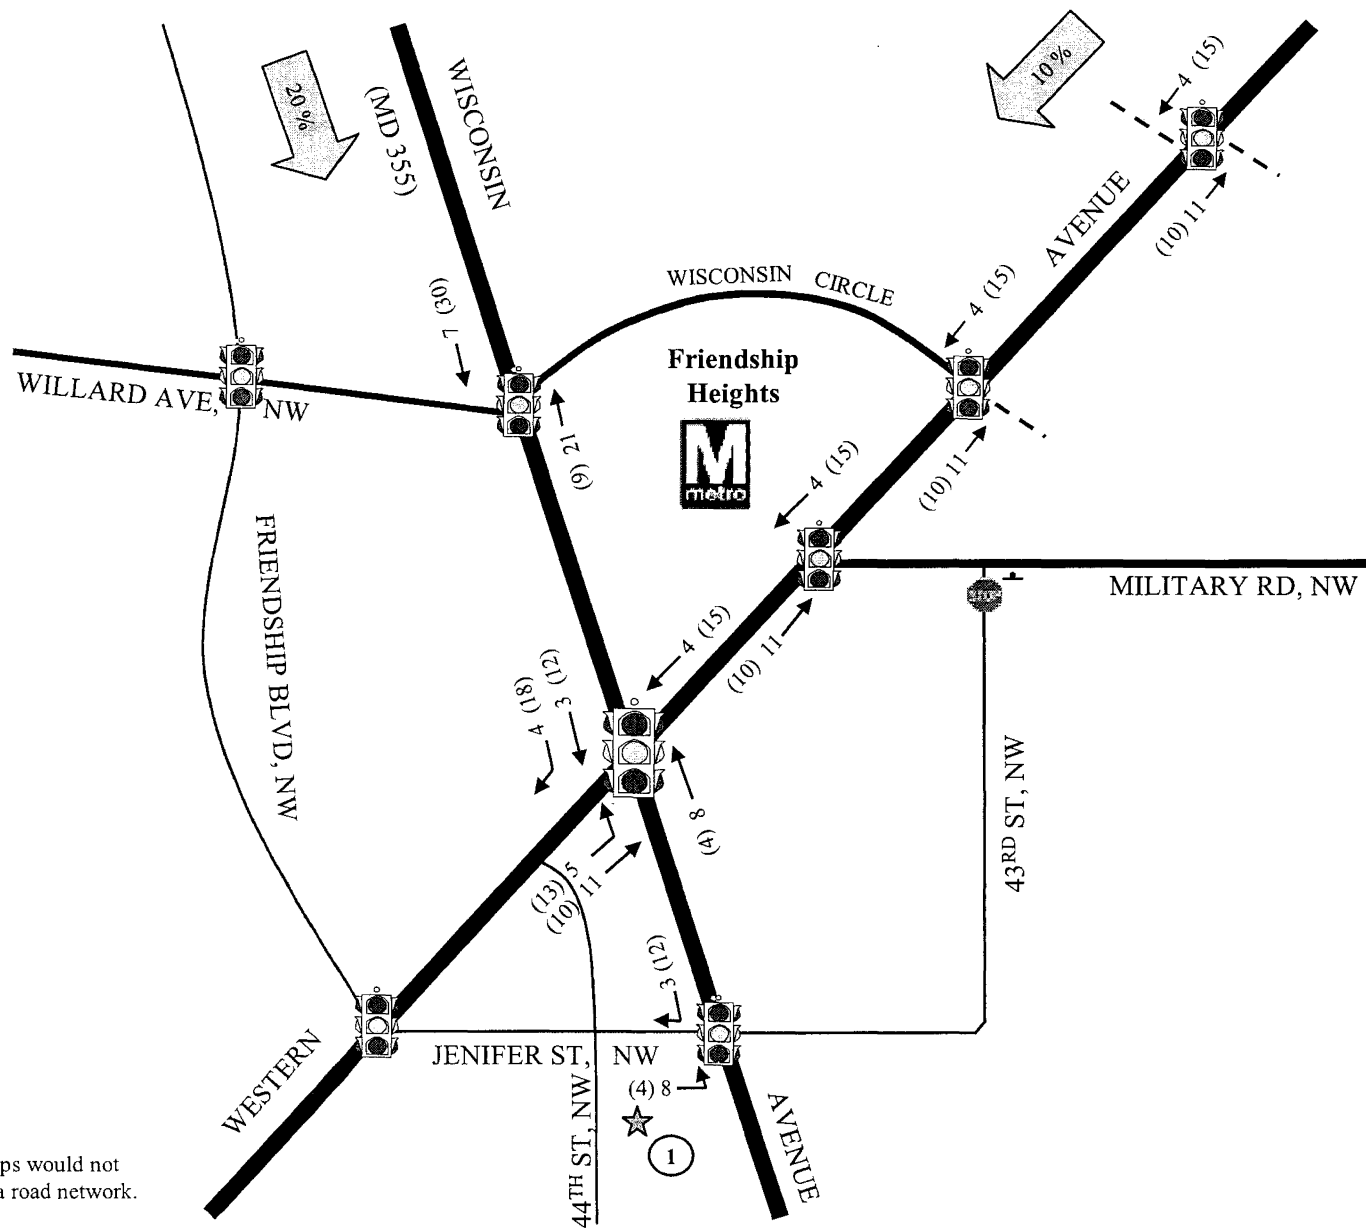 20 %
WISCONSIN
(MD 355)
10 %
4 (15)
(10) 11
AVENUE
WISCONSIN CIRCLE
4 (15)
7 (30)
Friendship
Heights
M
metro
WILLARD AVE, NW
(9) 21
4 (15)
(10) 11
MILITARY RD, NW
FRIENDSHIP BLVD, NW
4 (15)
(10) 11
3 (12)
4 (18)
43RD ST, NW
(4) 8
(13) 5
(10) 11
3 (12)
WESTERN
JENIFER ST, NW
(4) 8
44TH ST, NW
1
AVENUE
ps would not
a road network.